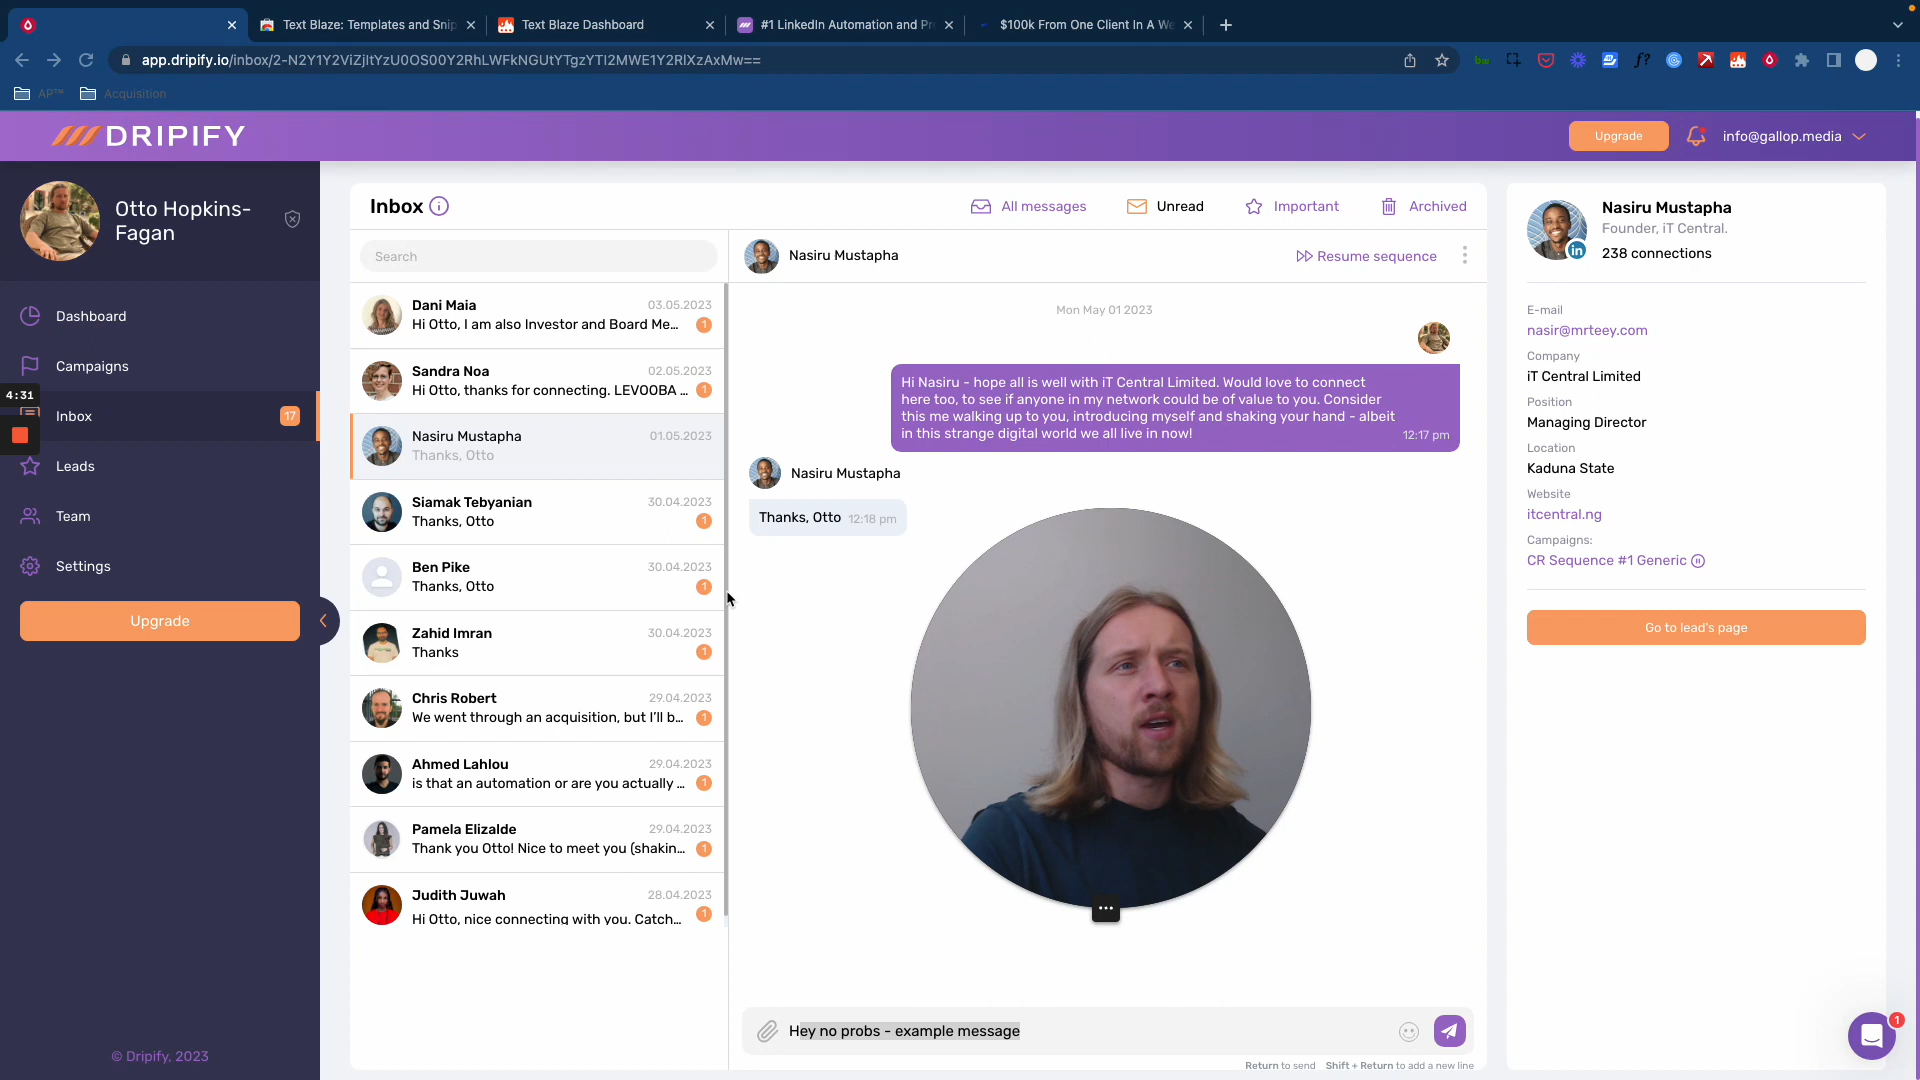 Text Blaze: Templates and Snip
Text Blaze Dashboard
#1 LinkedIn Automation and Pr
$100k From One Client In A We
app.dripify.io/inbox/2-N2Y1Y2ViZjItYzU0OS00Y2RhLWFkNGUtYTgzYTI2MWE1Y2RlXzAxMw==
AP™
Acquisition
DRIPIFY
Upgrade
info@gallop.media
Otto Hopkins-
Fagan
Dashboard
Campaigns
4:31
Inbox
17
Leads
Team
Settings
Upgrade
© Dripify, 2023
Inbox
All messages
Unread
Important
Archived
Search
Dani Maia
03.05.2023
Hi Otto, I am also Investor and Board Me...
1
Sandra Noa
02.05.2023
Hi Otto, thanks for connecting. LEVOOBA ...
1
Nasiru Mustapha
01.05.2023
Thanks, Otto
Siamak Tebyanian
30.04.2023
Thanks, Otto
1
Ben Pike
30.04.2023
Thanks, Otto
1
Zahid Imran
30.04.2023
Thanks
1
Chris Robert
29.04.2023
We went through an acquisition, but I'll b...
1
Ahmed Lahlou
29.04.2023
is that an automation or are you actually ...
1
Pamela Elizalde
29.04.2023
Thank you Otto! Nice to meet you (shakin...
1
Judith Juwah
28.04.2023
Hi Otto, nice connecting with you. Catch...
1
Nasiru Mustapha
Resume sequence
Mon May 01 2023
Hi Nasiru - hope all is well with iT Central Limited. Would love to connect
here too, to see if anyone in my network could be of value to you. Consider
this me walking up to you, introducing myself and shaking your hand - albeit
in this strange digital world we all live in now!
12:17 pm
Nasiru Mustapha
Thanks, Otto
12:18 pm
Hey no probs - example message
Return to send
Shift + Return to add a new line
Nasiru Mustapha
Founder, iT Central.
238 connections
E-mail
nasir@mrteey.com
Company
iT Central Limited
Position
Managing Director
Location
Kaduna State
Website
itcentral.ng
Campaigns:
CR Sequence #1 Generic
Go to lead's page
1